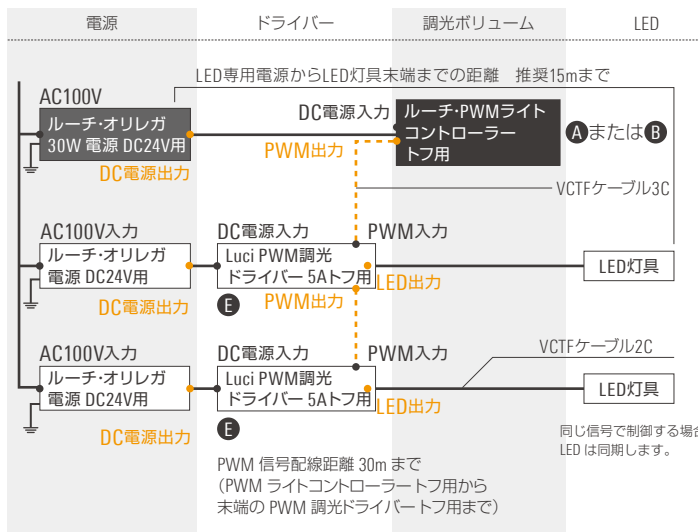 電源
ドライバー
調光ボリューム
LED
LED専用電源からLED灯具末端までの距離　推奨15mまで
AC100V
ルーチ・オリレガ
30W 電源 DC24V用
DC電源出力
DC電源入力
PWM出力
ルーチ・PWMライト
コントローラー
トフ用
AまたはB
VCTFケーブル3C
AC100V入力
ルーチ・オリレガ
電源 DC24V用
DC電源出力
DC電源入力
PWM入力
Luci PWM調光
ドライバー 5Aトフ用
LED出力
E
PWM出力
LED灯具
AC100V入力
ルーチ・オリレガ
電源 DC24V用
DC電源出力
DC電源入力
PWM入力
Luci PWM調光
ドライバー 5Aトフ用
LED出力
E
VCTFケーブル2C
LED灯具
同じ信号で制御する場合
LED は同期します。
PWM 信号配線距離 30m まで
（PWM ライトコントローラートフ用から
末端の PWM 調光ドライバートフ用まで）